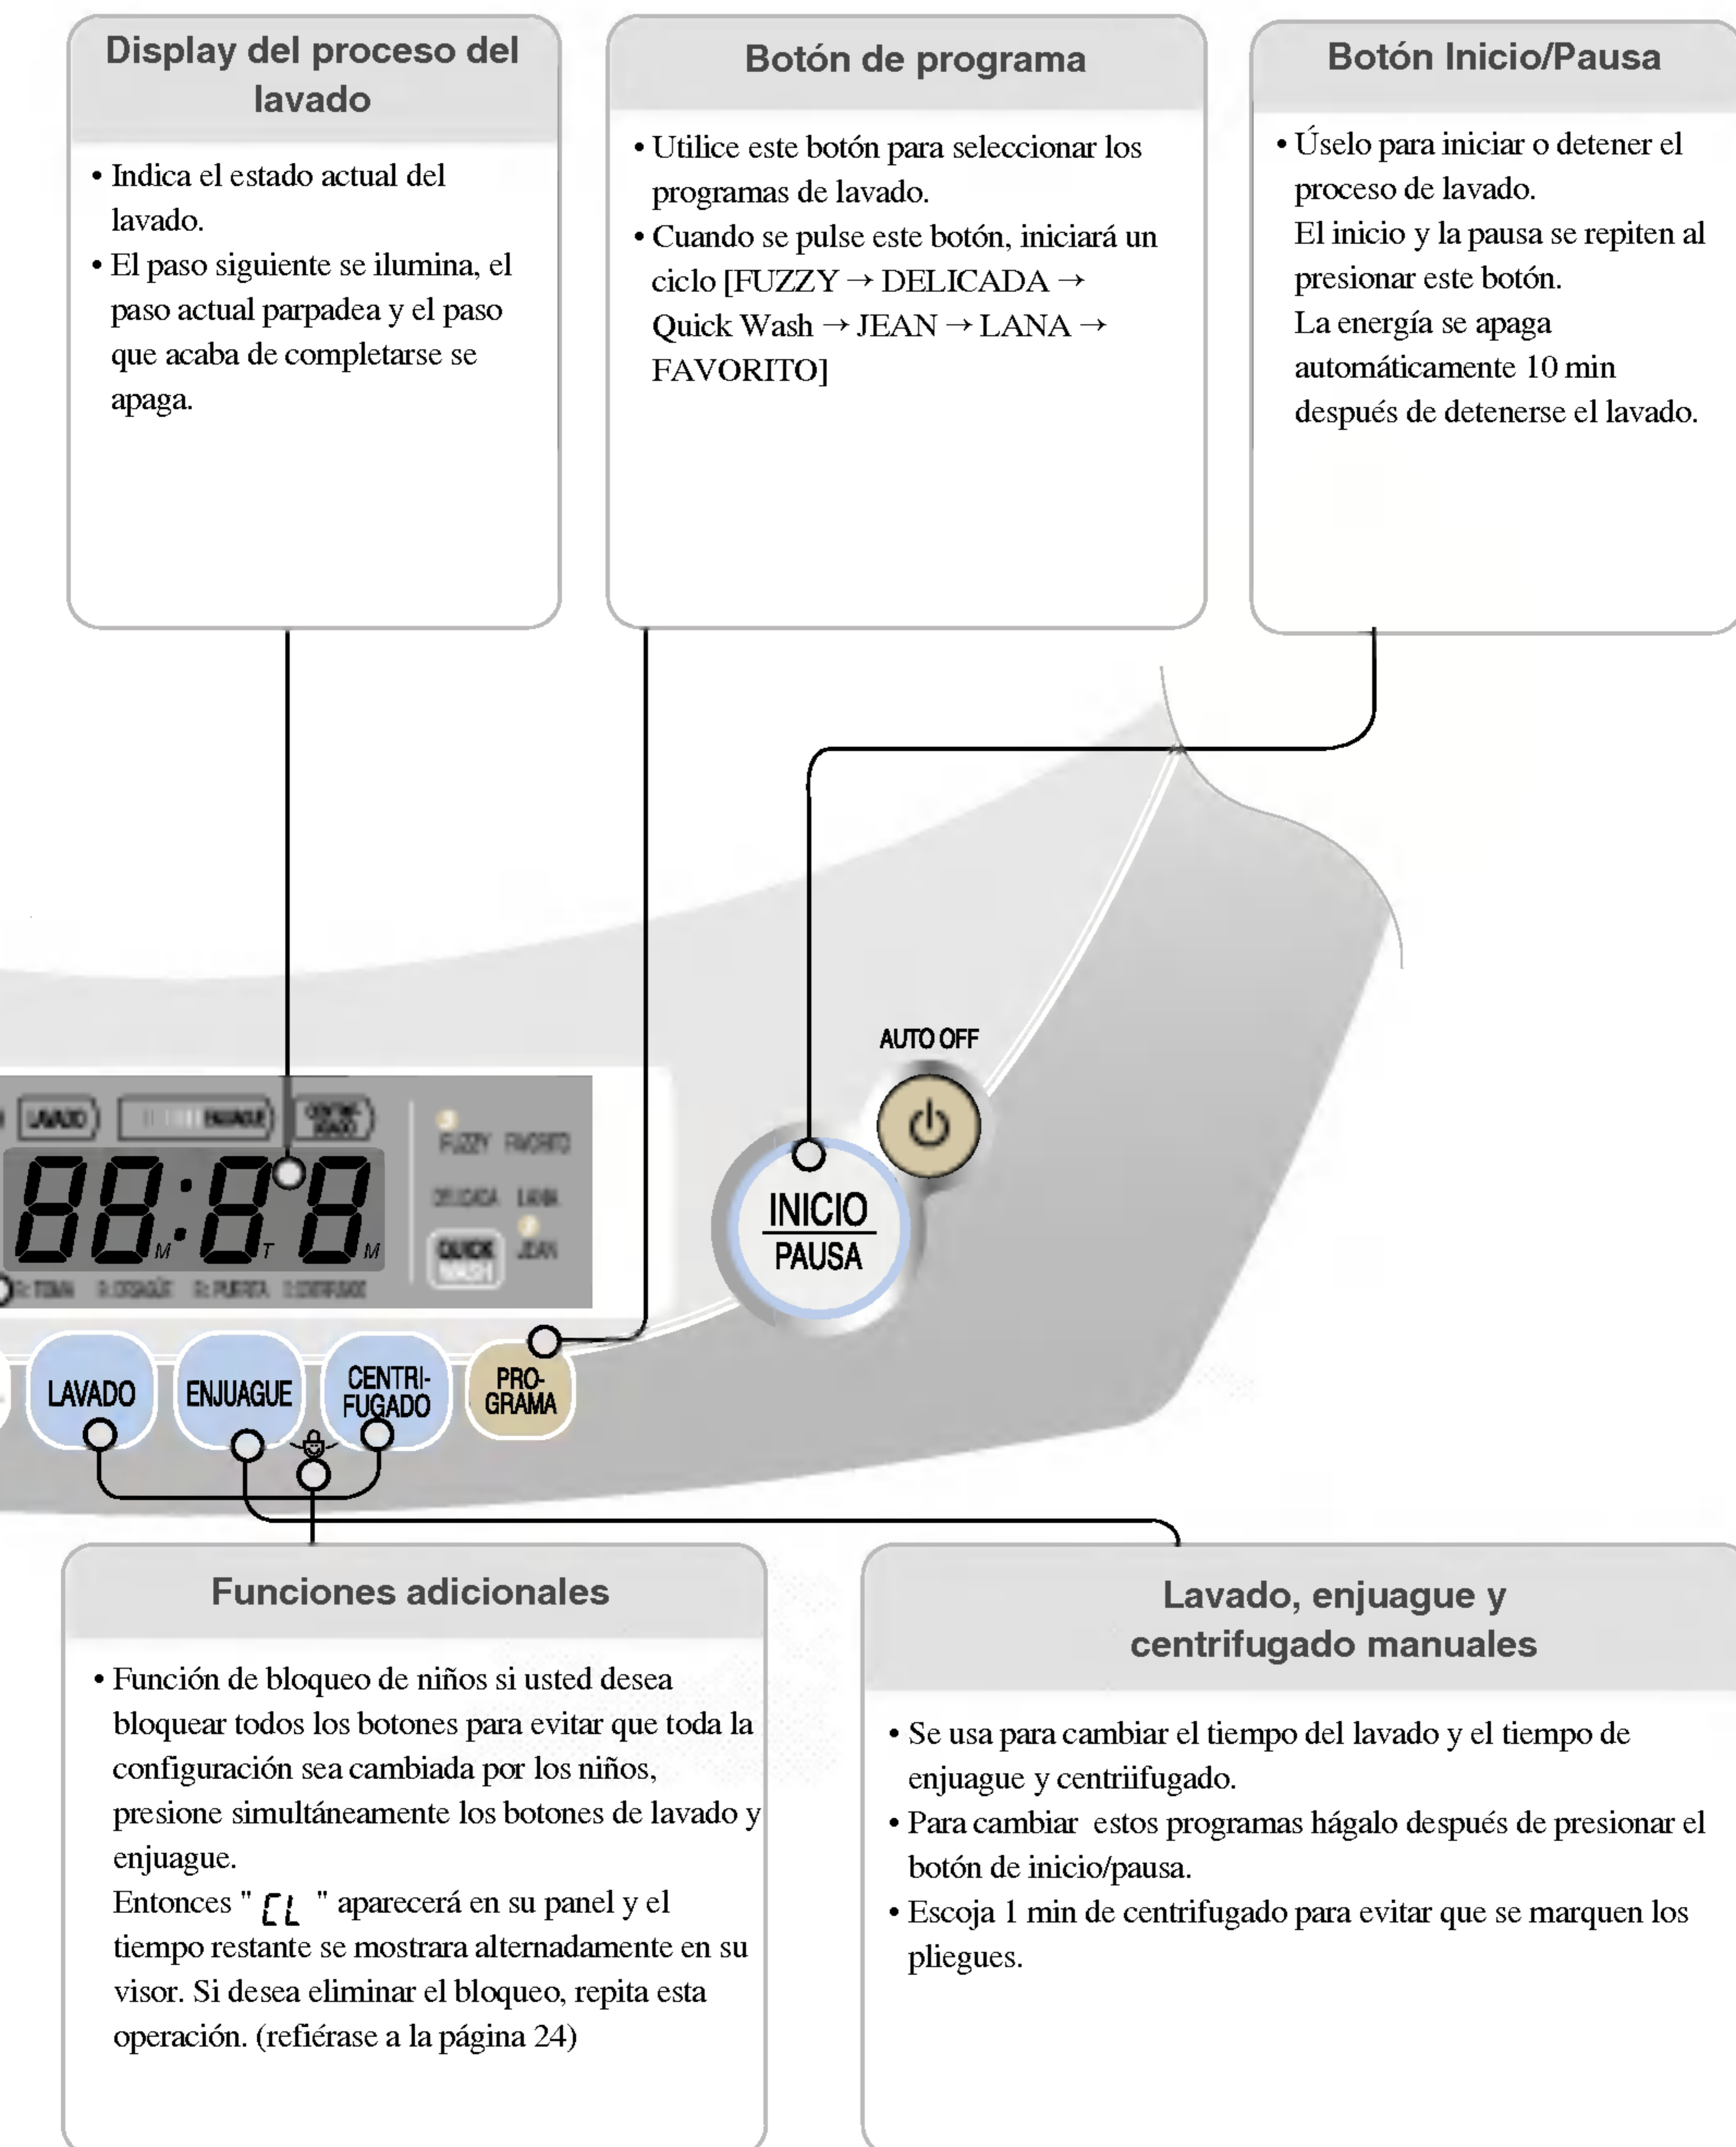 Display del proceso del
lavado
• Indica el estado actual del
lavado.
• El paso siguiente se ilumina, el
paso actual parpadea y el paso
que acaba de completarse se
apaga.
Botón de programa
• Utilice este botón para seleccionar los
programas de lavado.
• Cuando se pulse este botón, iniciará un
ciclo [FUZZY → DELICADA →
Quick Wash → JEAN → LANA →
FAVORITO]
Botón Inicio/Pausa
• Úselo para iniciar o detener el
proceso de lavado.
El inicio y la pausa se repiten al
presionar este botón.
La energía se apaga
automáticamente 10 min
después de detenerse el lavado.
AUTO OFF
LAVADO
FUZZY FAVORITO
88:88
M T M
DELICADA LANA
QUICK
WASH
JEAN
INICIO
PAUSA
LAVADO
ENJUAGUE
CENTRI-
FUGADO
PRO-
GRAMA
Funciones adicionales
• Función de bloqueo de niños si usted desea
bloquear todos los botones para evitar que toda la
configuración sea cambiada por los niños,
presione simultáneamente los botones de lavado y
enjuague.
Entonces " CL " aparecerá en su panel y el
tiempo restante se mostrara alternadamente en su
visor. Si desea eliminar el bloqueo, repita esta
operación. (refiérase a la página 24)
Lavado, enjuague y
centrifugado manuales
• Se usa para cambiar el tiempo del lavado y el tiempo de
enjuague y centriifugado.
• Para cambiar estos programas hágalo después de presionar el
botón de inicio/pausa.
• Escoja 1 min de centrifugado para evitar que se marquen los
pliegues.